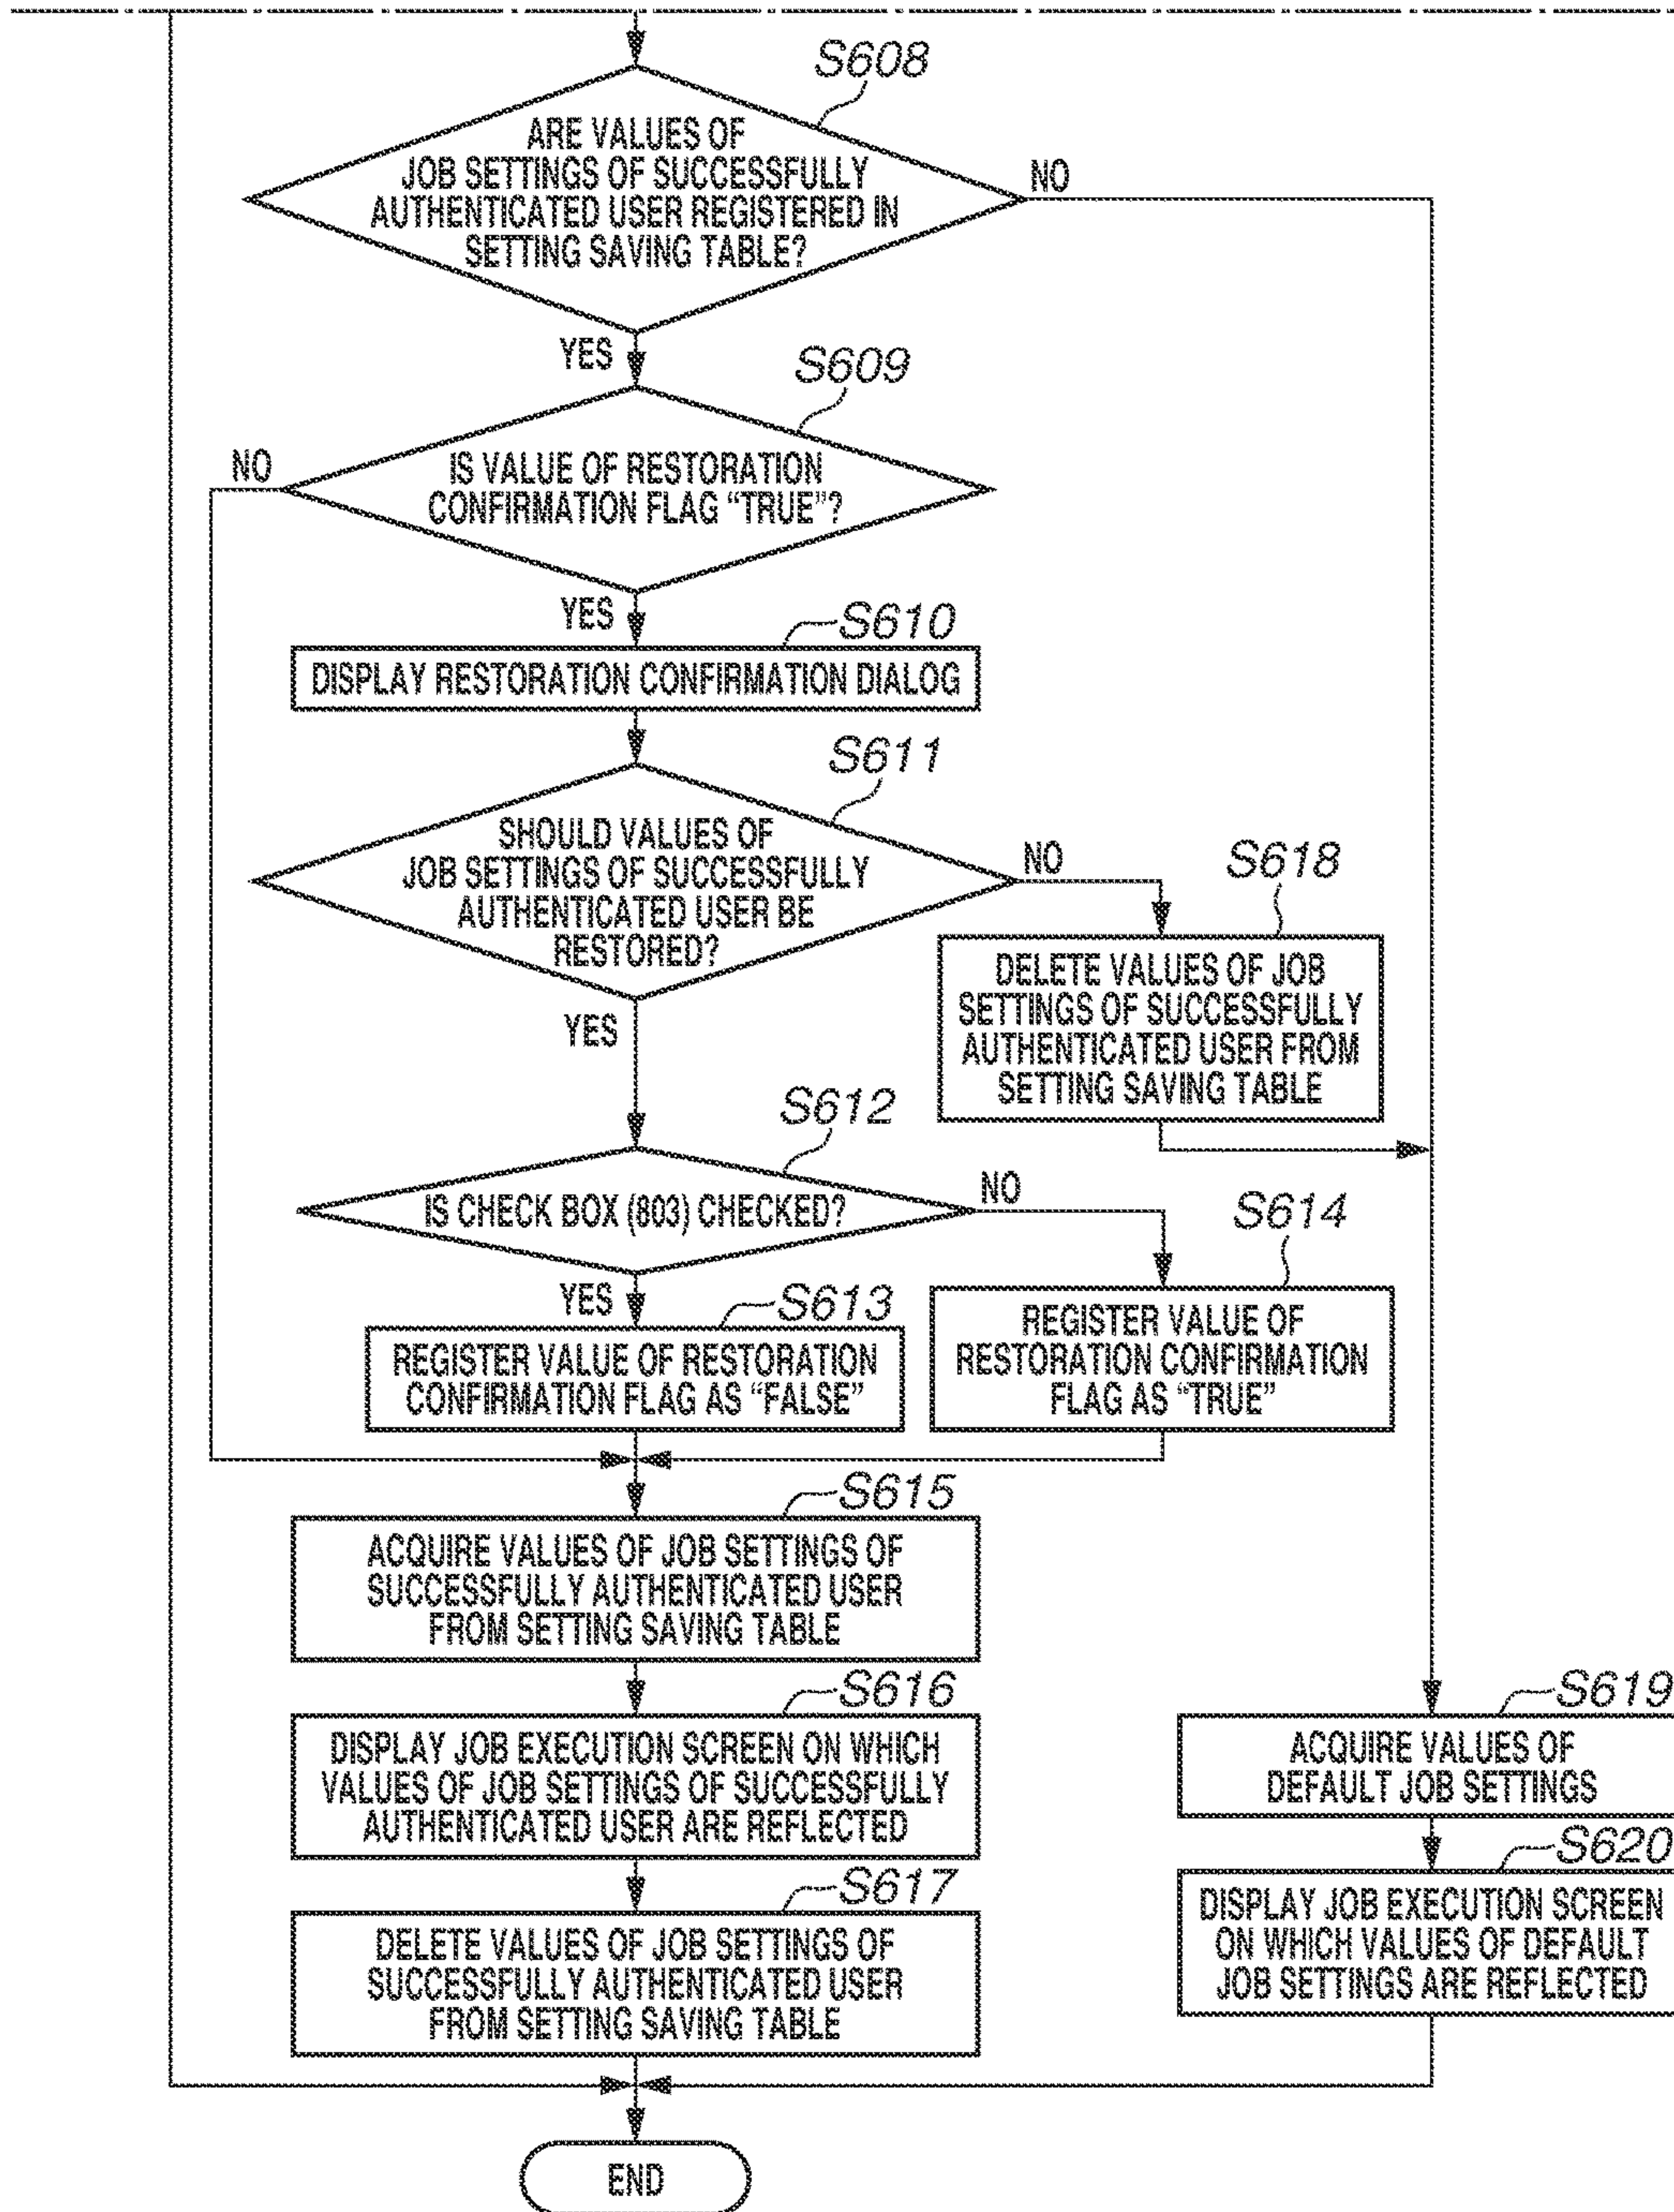 S608
ARE VALUES OF
JOB SETTINGS OF SUCCESSFULLY
AUTHENTICATED USER REGISTERED IN
SETTING SAVING TABLE?
NO
YES
S609
NO
IS VALUE OF RESTORATION
CONFIRMATION FLAG “TRUE”?
YES
S610
DISPLAY RESTORATION CONFIRMATION DIALOG
S611
SHOULD VALUES OF
JOB SETTINGS OF SUCCESSFULLY
AUTHENTICATED USER BE
RESTORED?
NO
YES
S618
DELETE VALUES OF JOB
SETTINGS OF SUCCESSFULLY
AUTHENTICATED USER FROM
SETTING SAVING TABLE
S612
IS CHECK BOX (803) CHECKED?
NO
YES
S613
REGISTER VALUE OF RESTORATION
CONFIRMATION FLAG AS “FALSE”
S614
REGISTER VALUE OF
RESTORATION CONFIRMATION
FLAG AS “TRUE”
S615
ACQUIRE VALUES OF JOB SETTINGS OF
SUCCESSFULLY AUTHENTICATED USER
FROM SETTING SAVING TABLE
S616
DISPLAY JOB EXECUTION SCREEN ON WHICH
VALUES OF JOB SETTINGS OF SUCCESSFULLY
AUTHENTICATED USER ARE REFLECTED
S617
DELETE VALUES OF JOB SETTINGS OF
SUCCESSFULLY AUTHENTICATED USER
FROM SETTING SAVING TABLE
S619
ACQUIRE VALUES OF
DEFAULT JOB SETTINGS
S620
DISPLAY JOB EXECUTION SCREEN
ON WHICH VALUES OF DEFAULT
JOB SETTINGS ARE REFLECTED
END